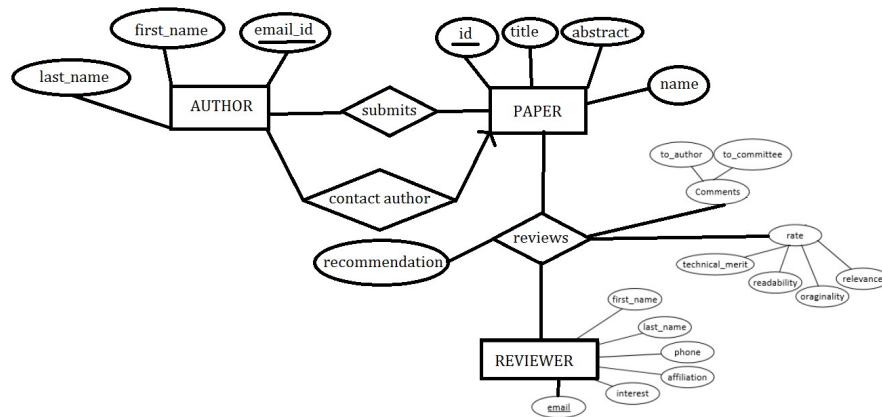 first_name
email_id
id
title
abstract
last_name
name
AUTHOR
submits
PAPER
to_author
to_committee
contact author
Comments
reviews
rate
recommendation
technical_merit
readability
oraginality
relevance
first_name
last_name
REVIEWER
phone
affiliation
interest
email